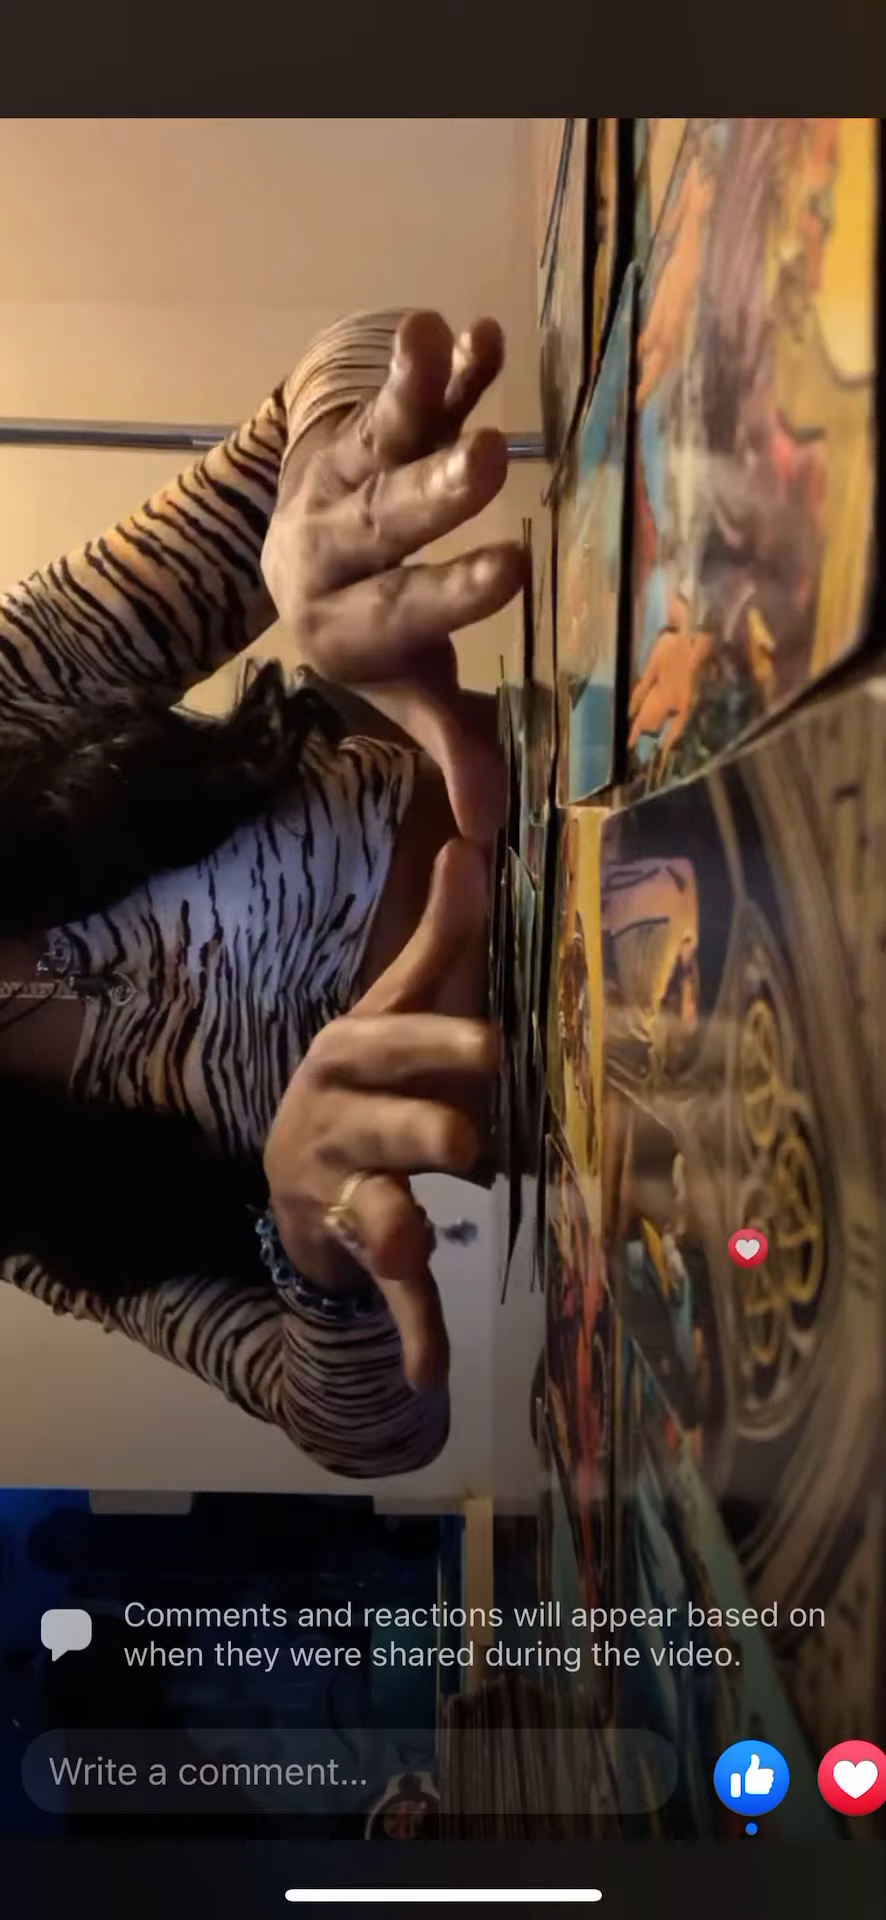 Comments and reactions will appear based on
when they were shared during the video.
Write a comment...